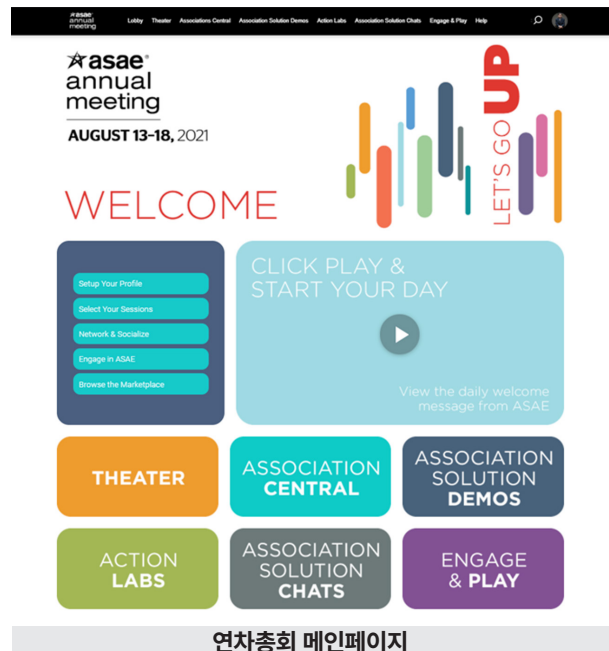 asae
annual
meeting
Lobby Theater Associations Central Association Solution Demos Action Labs Association Solution Chats Engage & Play Help
asae
annual
meeting
AUGUST 13-18, 2021
LET'S GO UP
WELCOME
Setup Your Profile
Select Your Sessions
Network & Socialize
Engage in ASAE
Browse the Marketplace
CLICK PLAY &
START YOUR DAY
View the daily welcome
message from ASAE
THEATER
ASSOCIATION
CENTRAL
ASSOCIATION
SOLUTION
DEMOS
ACTION
LABS
ASSOCIATION
SOLUTION
CHATS
ENGAGE
& PLAY
연차총회 메인페이지